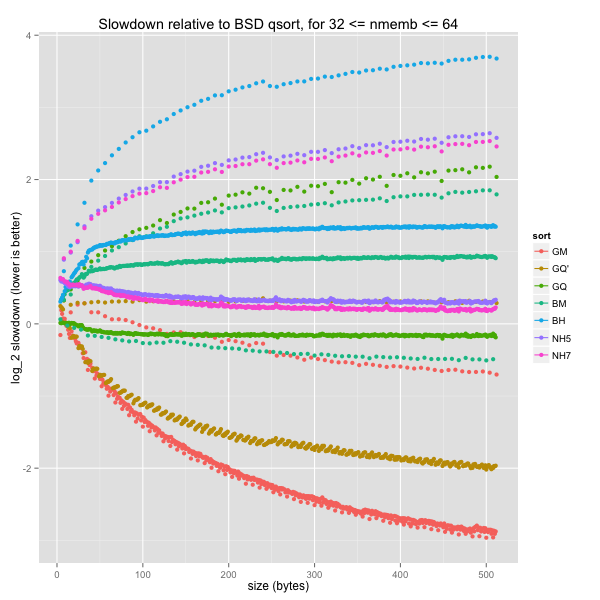 Slowdown relative to BSD qsort, for 32 <= nmemb <= 64
log_2 slowdown (lower is better)
4
2
0
-2
0
100
200
300
400
500
size (bytes)
sort
GM
GQ'
GQ
BM
BH
NH5
NH7